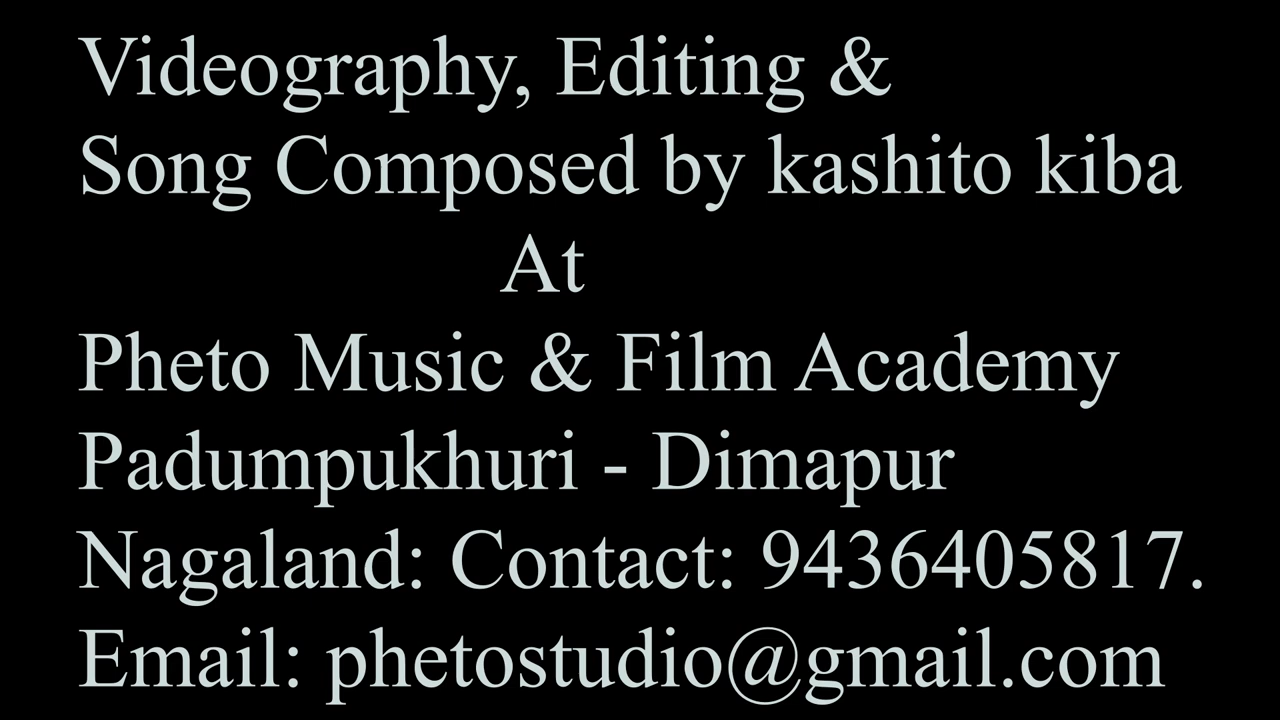 Videography, Editing &
Song Composed by kashito kiba
At
Pheto Music & Film Academy
Padumpukhuri - Dimapur
Nagaland: Contact: 9436405817.
Email: phetostudio@gmail.com